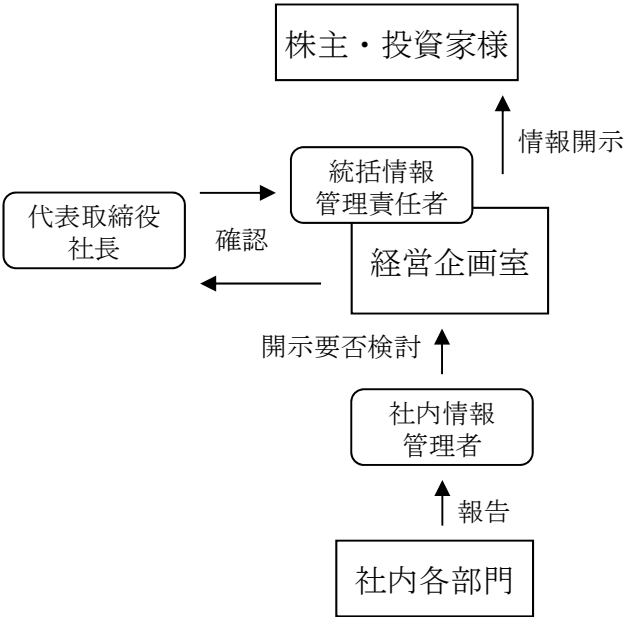 株主・投資家様
情報開示
統括情報
管理責任者
代表取締役
社長
確認
経営企画室
開示要否検討
社内情報
管理者
報告
社内各部門